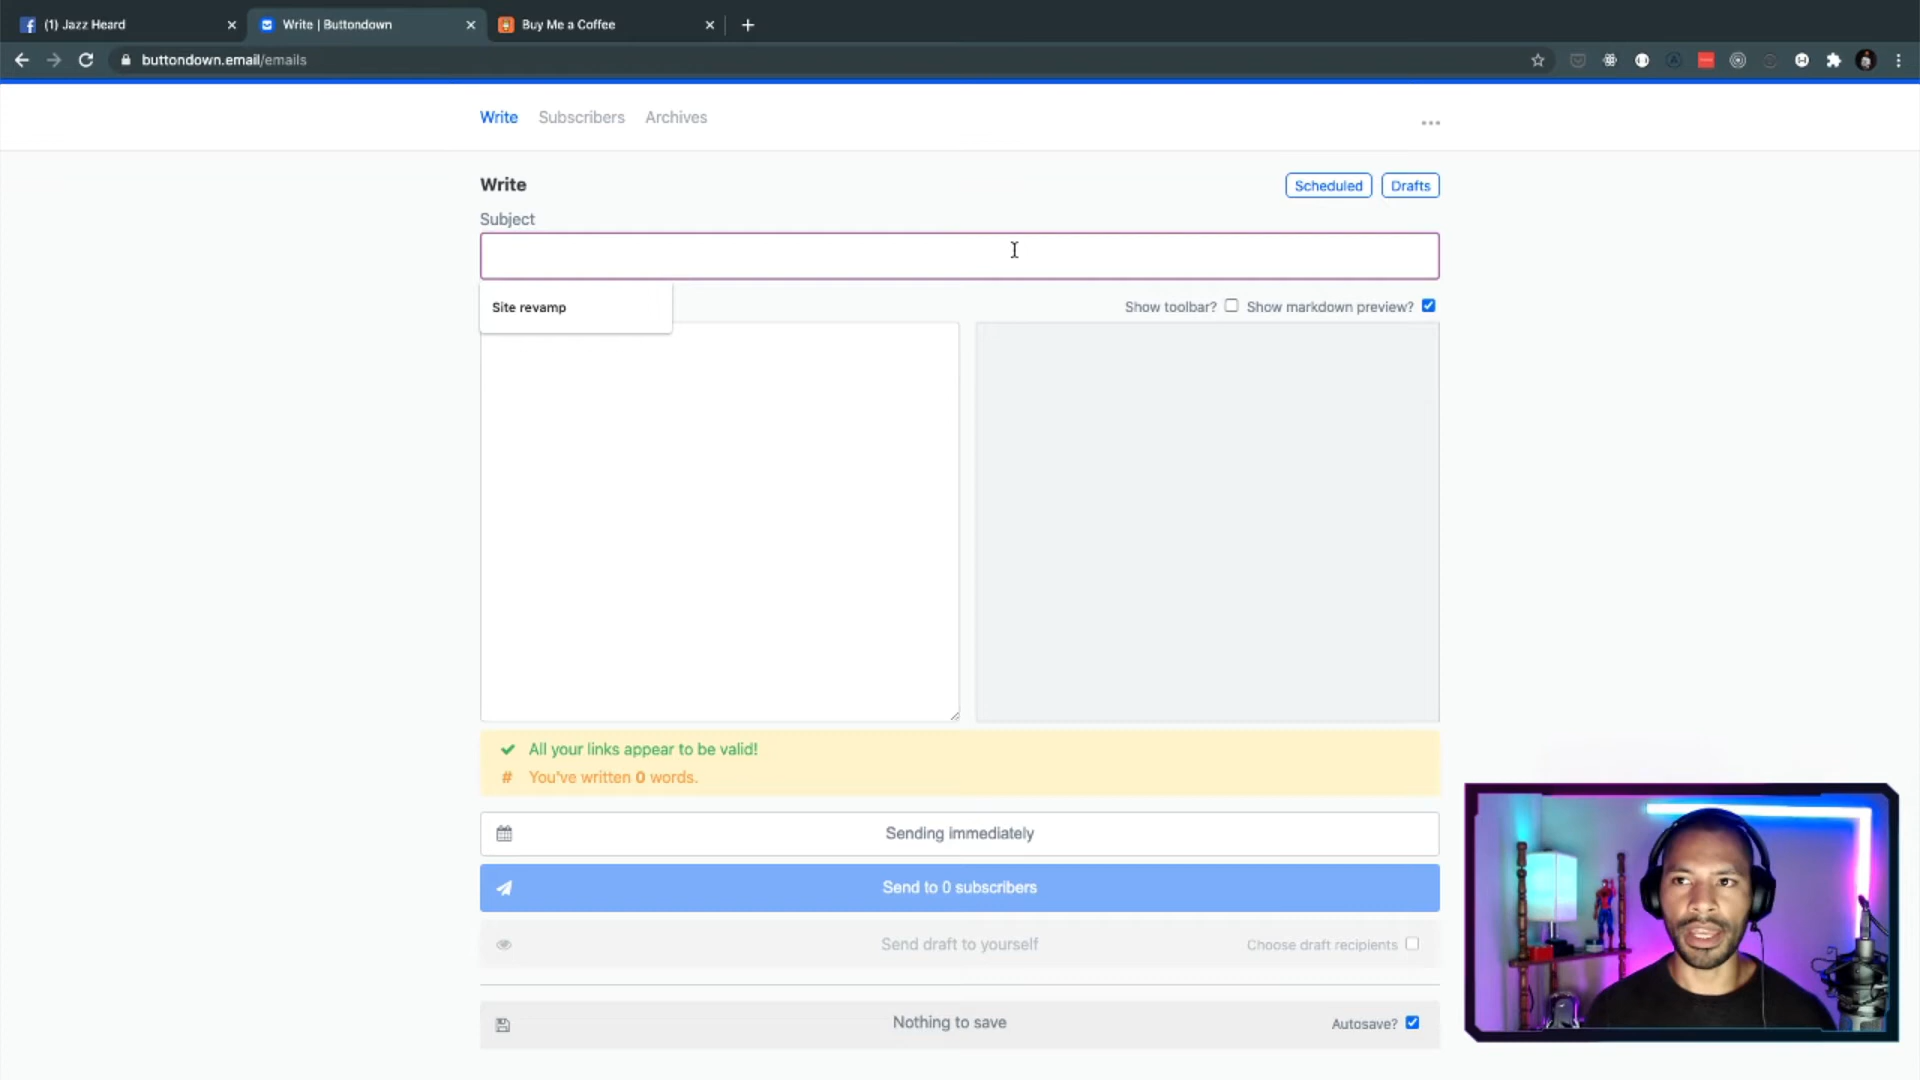 (1) Jazz Heard
Write | Buttondown
Buy Me a Coffee
buttondown.email/emails
Write
Subscribers
Archives
Write
Scheduled
Drafts
Subject
Site revamp
Show toolbar?
Show markdown preview?
All your links appear to be valid!
# You've written 0 words.
Sending immediately
Send to 0 subscribers
Send draft to yourself
Choose draft recipients
Nothing to save
Autosave?